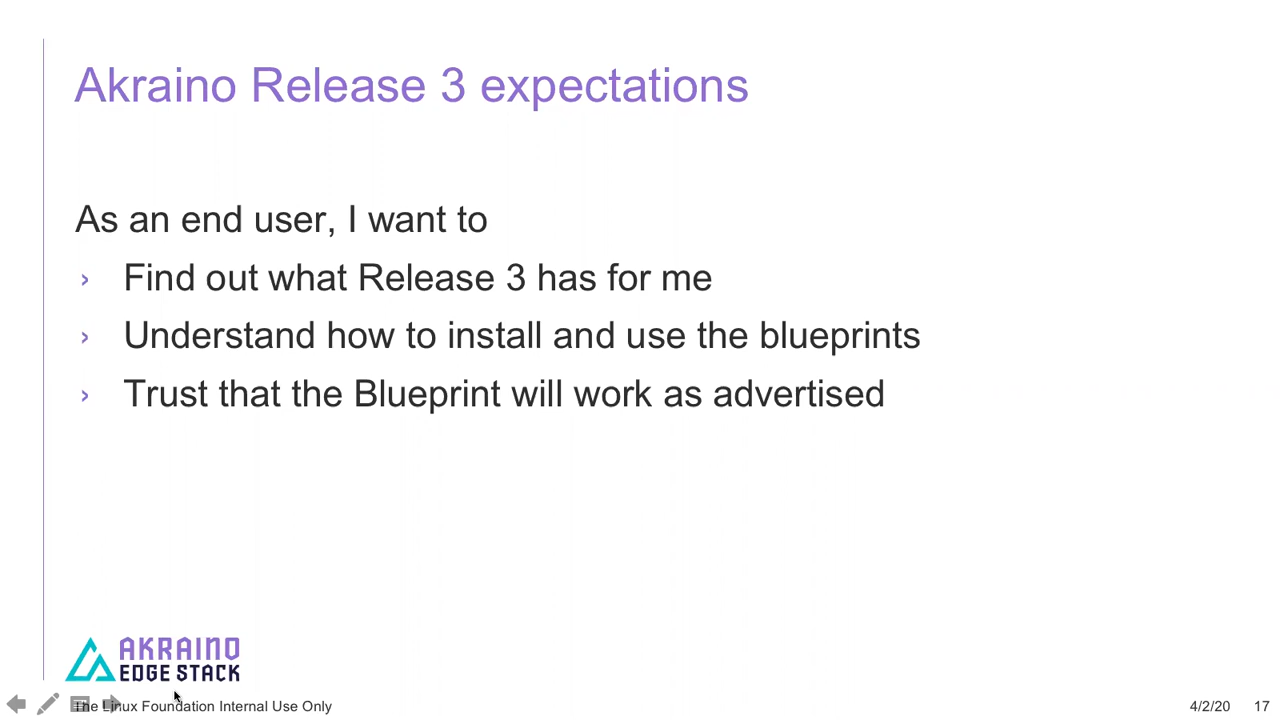 Akraino Release 3 expectations
As an end user, I want to
› Find out what Release 3 has for me
› Understand how to install and use the blueprints
› Trust that the Blueprint will work as advertised
AKRAINO
EDGE STACK
The Linux Foundation Internal Use Only
4/2/20 17